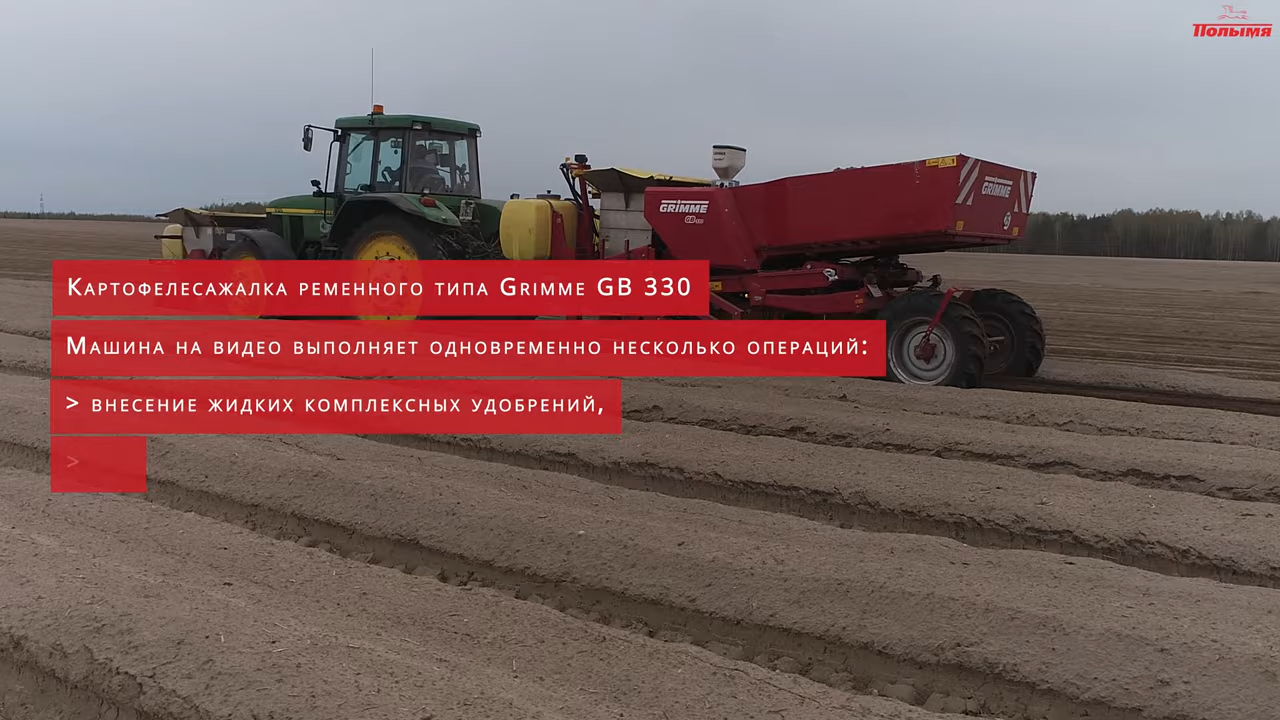 Полымя
GRIMME
GRIMME
GB
Картофелесажалка ременного типа Grimme GB 330
Машина на видео выполняет одновременно несколько операций:
> внесение жидких комплексных удобрений,
>